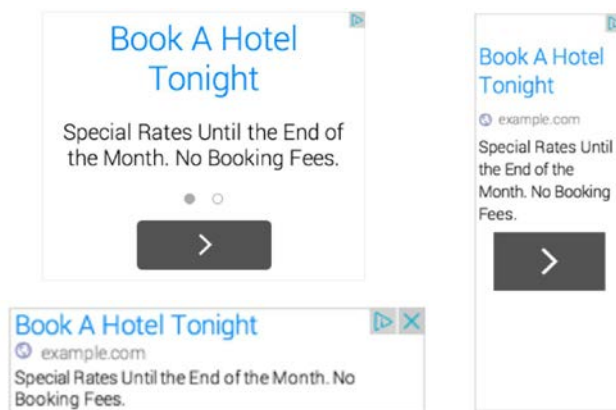 Book A Hotel
Tonight
Special Rates Until the End of
the Month. No Booking Fees.
Book A Hotel
Tonight
example.com
Special Rates Until
the End of the
Month. No Booking
Fees.
Book A Hotel Tonight
example.com
Special Rates Until the End of the Month. No
Booking Fees.